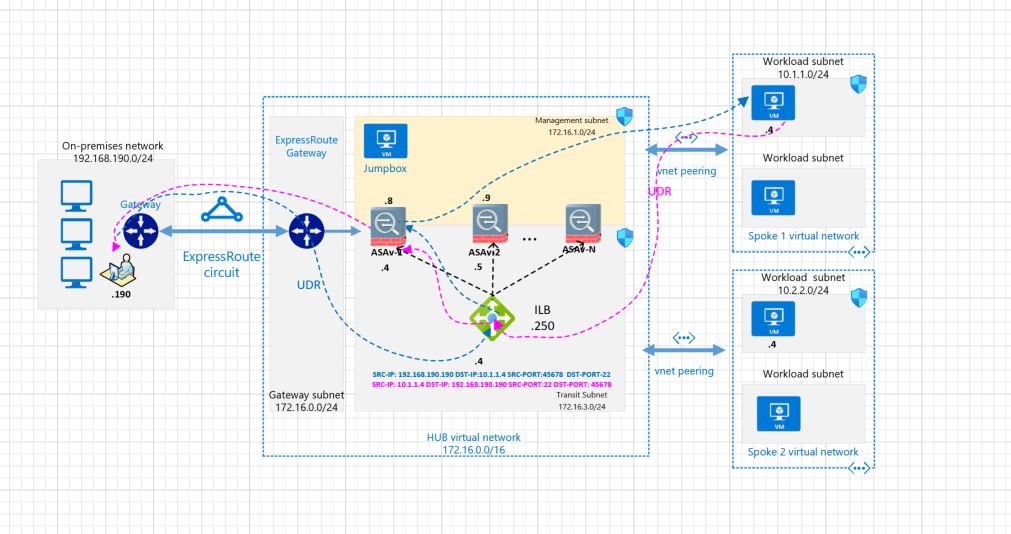 On-premises network
192.168.190.0/24
Gateway
.190
ExpressRoute
circuit
ExpressRoute
Gateway
UDR
Gateway subnet
172.16.0.0/24
VM
Jumpbox
Management subnet
172.16.1.0/24
.8
.9
ASAv-1
ASAv-2
...
ASAv-N
.4
.5
ILB
.250
.4
SRC-IP: 192.168.190.190 DST-IP:10.1.1.4 SRC-PORT:45678 DST-PORT-22
SRC-IP: 10.1.1.4 DST-IP: 192.168.190.190 SRC-PORT:22 DST-PORT: 45678
Transit Subnet
172.16.3.0/24
HUB virtual network
172.16.0.0/16
vnet peering
UDR
vnet peering
Workload subnet
10.1.1.0/24
VM
.4
Workload subnet
VM
Spoke 1 virtual network
Workload subnet
10.2.2.0/24
VM
.4
Workload subnet
VM
Spoke 2 virtual network